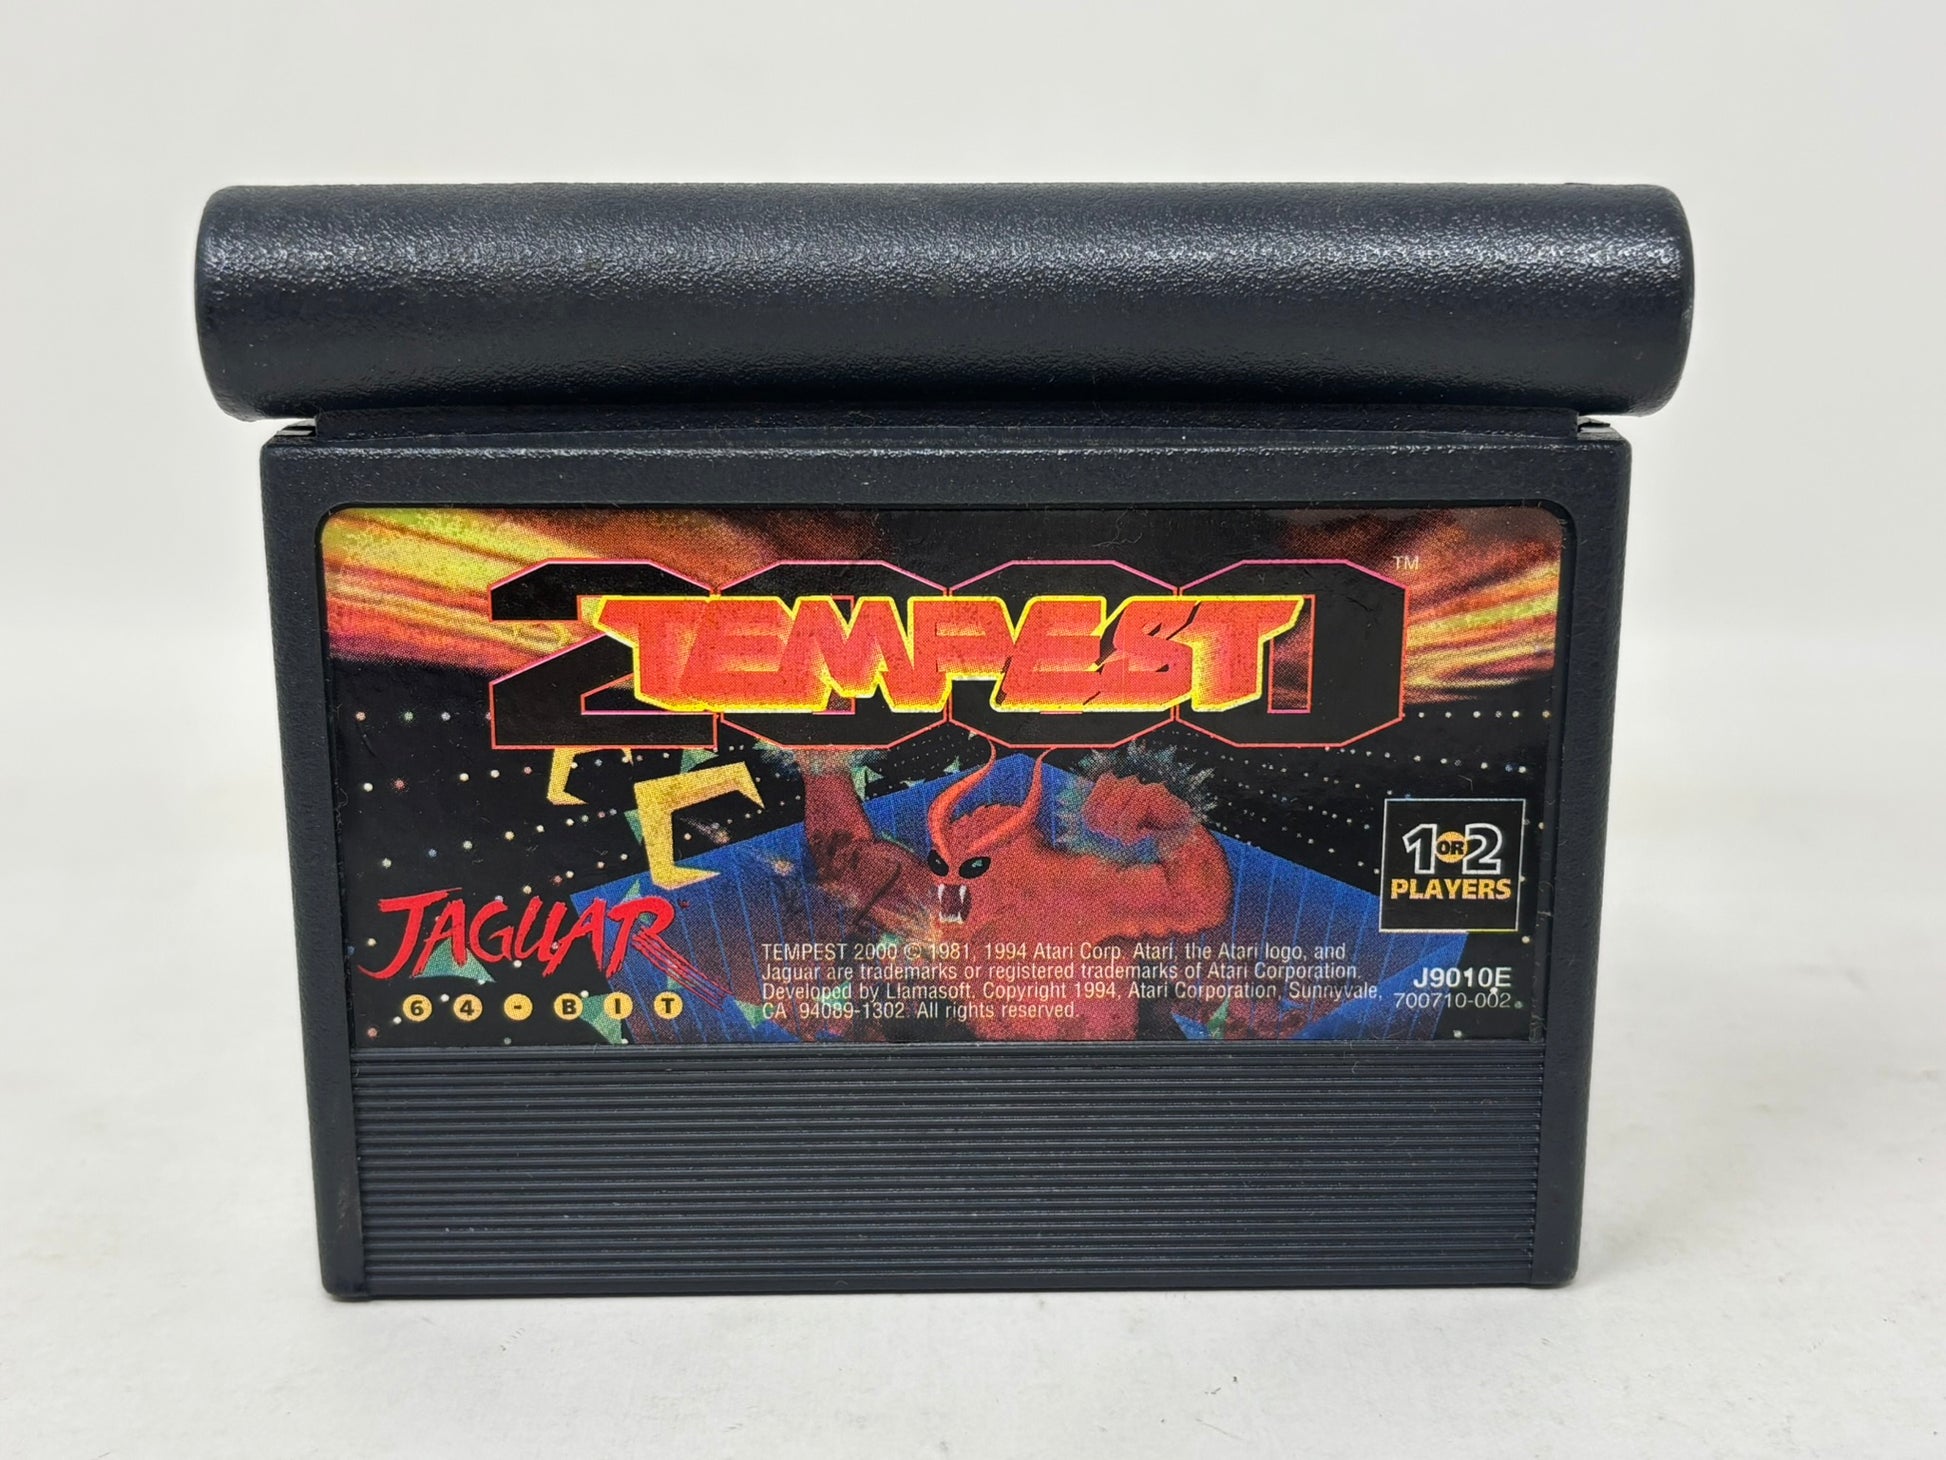 2000 ™
TEMPEST
1 OR 2
PLAYERS
JAGUAR™
64-BIT
TEMPEST 2000 © 1981, 1994 Atari Corp. Atari, the Atari logo, and
Jaguar are trademarks or registered trademarks of Atari Corporation.
Developed by Llamasoft. Copyright 1994, Atari Corporation, Sunnyvale,
CA 94089-1302. All rights reserved.
J9010E
700710-002